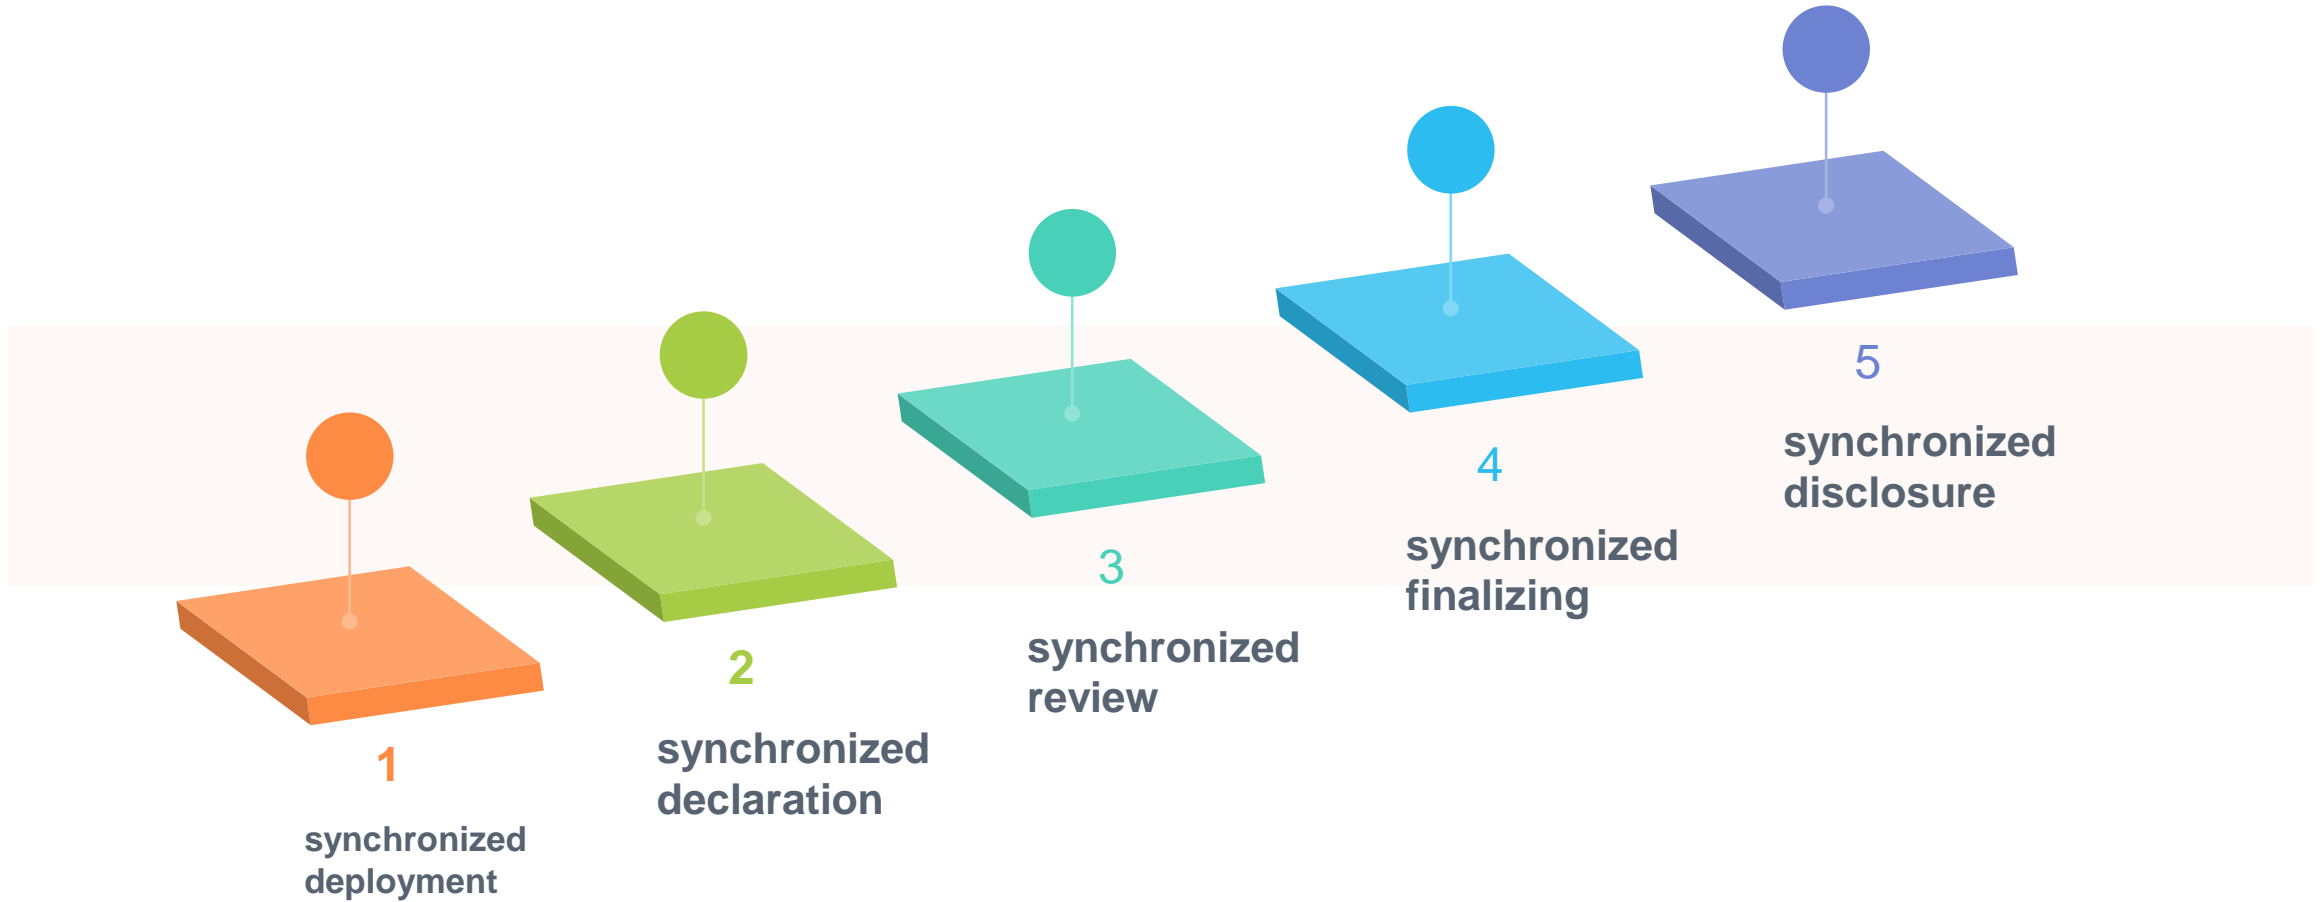 1
synchronized
deployment
2
synchronized
declaration
3
synchronized
review
4
synchronized
finalizing
5
synchronized
disclosure